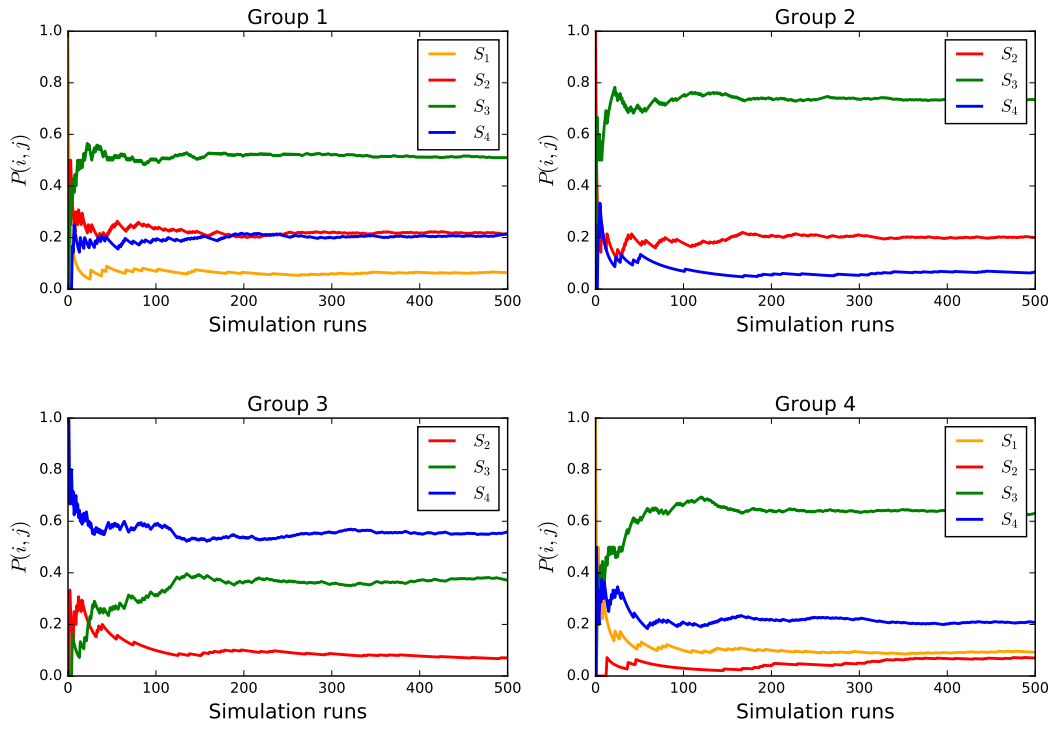 Group 1
1.0
0.8
0.6
0.4
0.2
0.0
P(i, j)
S1
S2
S3
S4
0 100 200 300 400 500
Simulation runs
Group 2
1.0
0.8
0.6
0.4
0.2
0.0
P(i, j)
S2
S3
S4
0 100 200 300 400 500
Simulation runs
Group 3
1.0
0.8
0.6
0.4
0.2
0.0
P(i, j)
S2
S3
S4
0 100 200 300 400 500
Simulation runs
Group 4
1.0
0.8
0.6
0.4
0.2
0.0
P(i, j)
S1
S2
S3
S4
0 100 200 300 400 500
Simulation runs